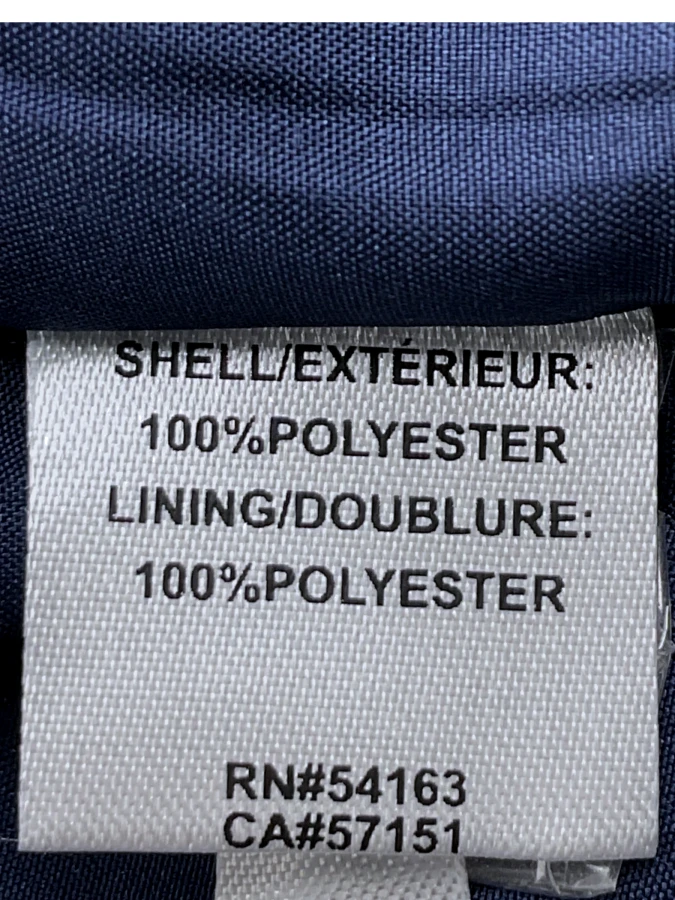 SHELL/EXTÉRIEUR:
100%POLYESTER
LINING/DOUBLURE:
100%POLYESTER
RN#54163
CA#57151